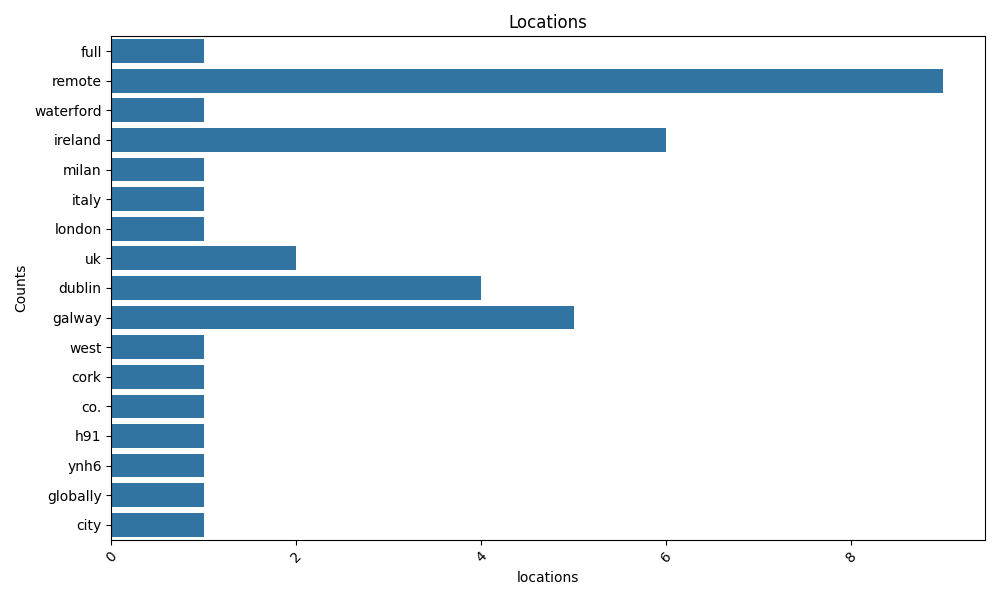 Locations
full
remote
waterford
ireland
milan
italy
london
uk
dublin
galway
west
cork
co.
h91
ynh6
globally
city
Counts
0 2 4 6 8
locations